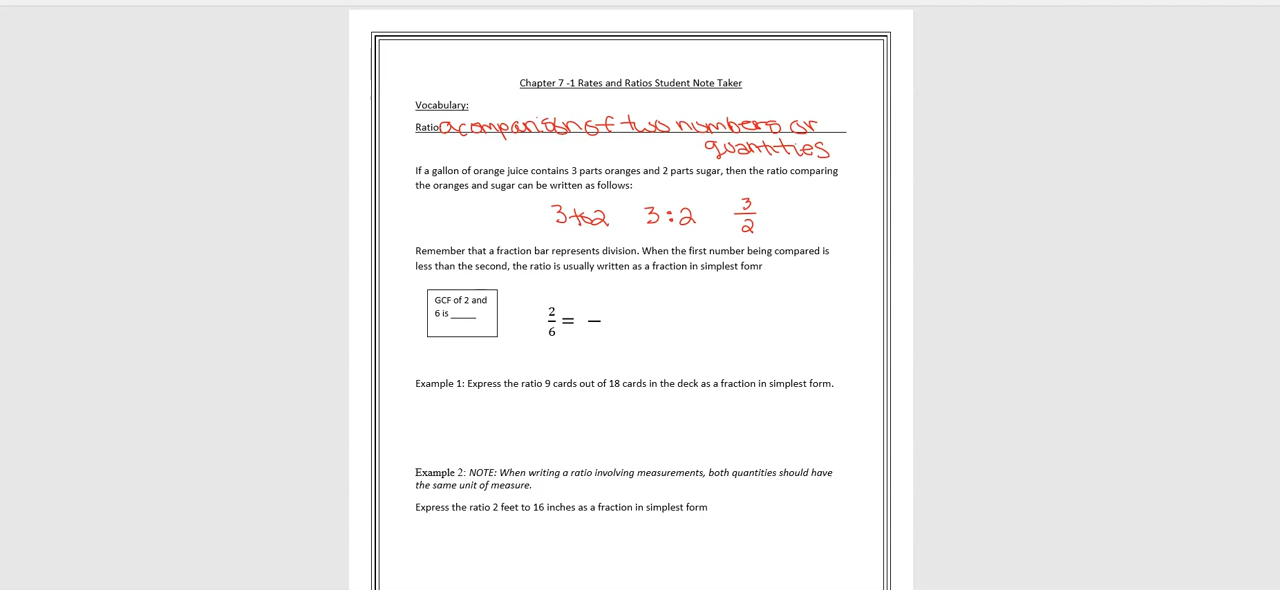 Chapter 7 -1 Rates and Ratios Student Note Taker
Vocabulary:
Ratio a comparison of two numbers or
quantities
If a gallon of orange juice contains 3 parts oranges and 2 parts sugar, then the ratio comparing
the oranges and sugar can be written as follows:
3 to 2 3:2 3/2
Remember that a fraction bar represents division. When the first number being compared is
less than the second, the ratio is usually written as a fraction in simplest fomr
GCF of 2 and
6 is _____
2/6 = —
Example 1: Express the ratio 9 cards out of 18 cards in the deck as a fraction in simplest form.
Example 2: NOTE: When writing a ratio involving measurements, both quantities should have
the same unit of measure.
Express the ratio 2 feet to 16 inches as a fraction in simplest form